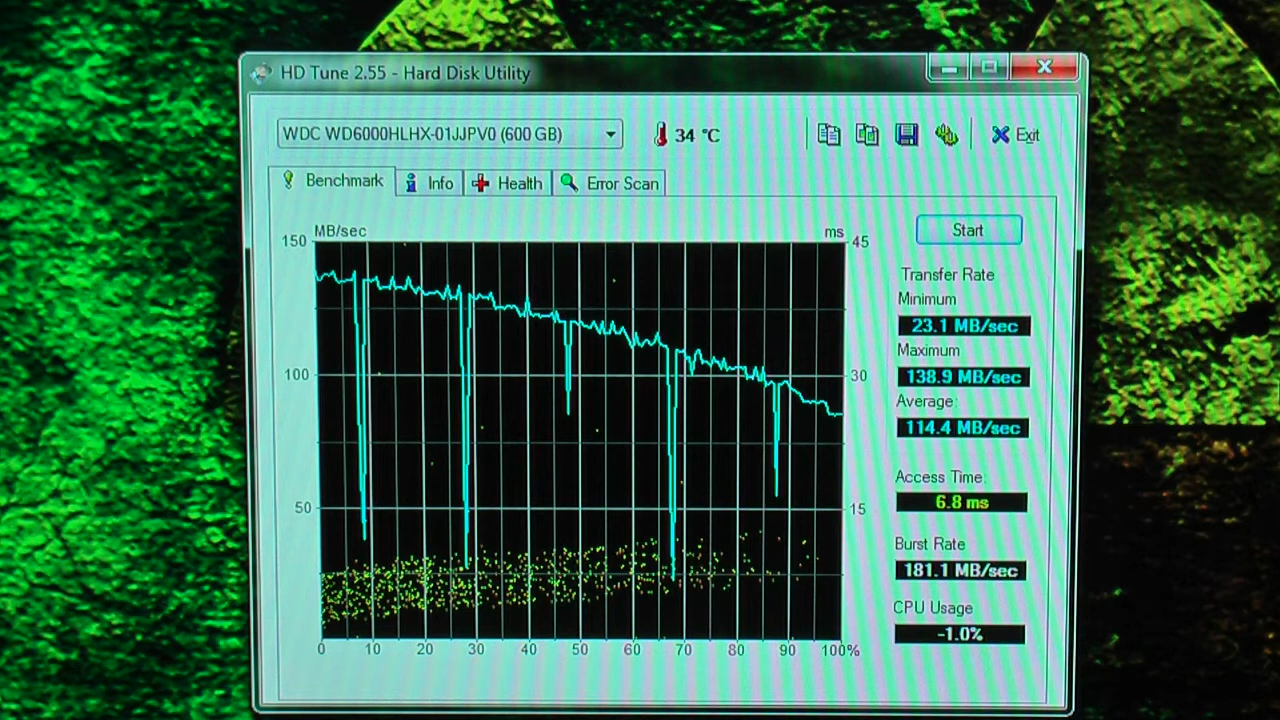 HD Tune 2.55 - Hard Disk Utility
WDC WD6000HLHX-01JJPV0 (600 GB)
34 °C
Exit
Benchmark
Info
Health
Error Scan
MB/sec
ms
150
45
100
30
50
15
0 10 20 30 40 50 60 70 80 90 100%
Start
Transfer Rate
Minimum
23.1 MB/sec
Maximum
138.9 MB/sec
Average:
114.4 MB/sec
Access Time:
6.8 ms
Burst Rate
181.1 MB/sec
CPU Usage
-1.0%